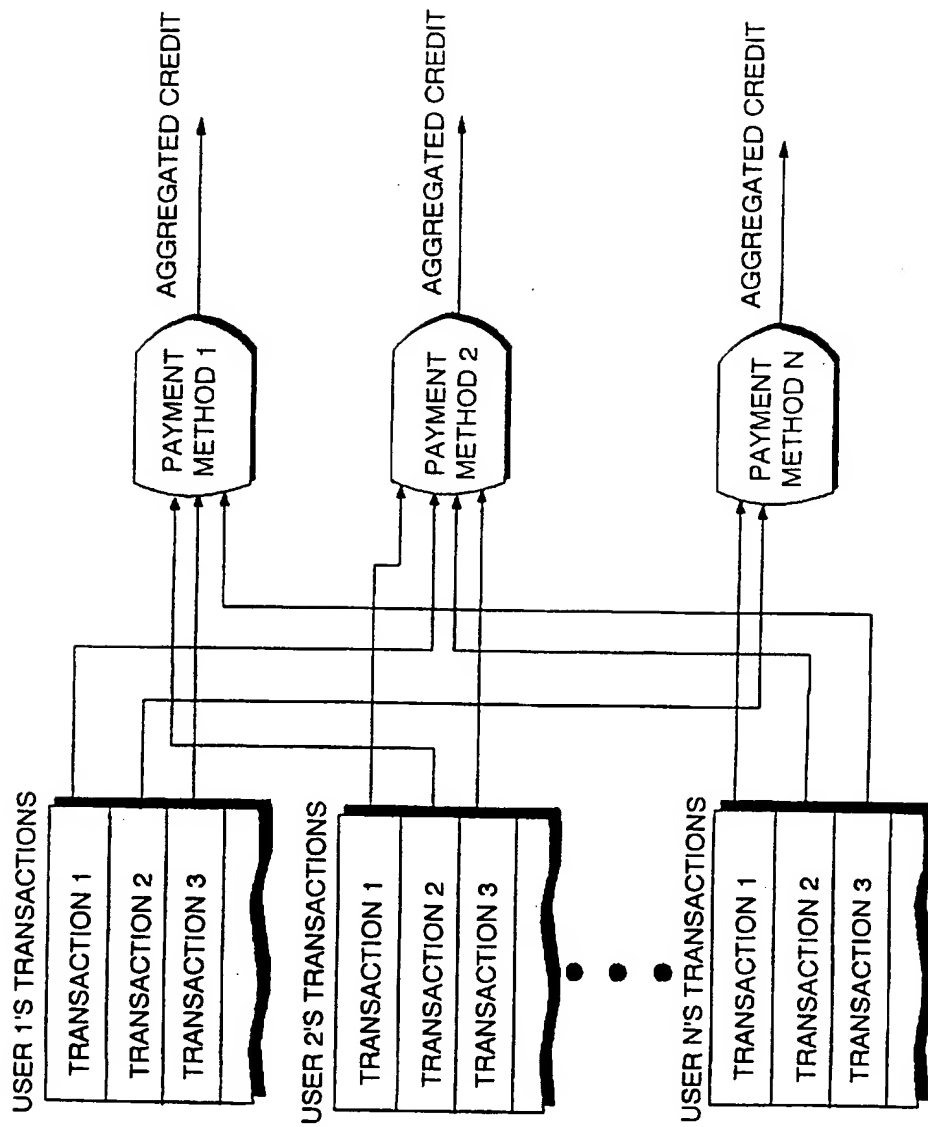 USER 1'S TRANSACTIONS
TRANSACTION 1
TRANSACTION 2
TRANSACTION 3
USER 2'S TRANSACTIONS
TRANSACTION 1
TRANSACTION 2
TRANSACTION 3
USER N'S TRANSACTIONS
TRANSACTION 1
TRANSACTION 2
TRANSACTION 3
PAYMENT
METHOD 1
AGGREGATED CREDIT
PAYMENT
METHOD 2
AGGREGATED CREDIT
PAYMENT
METHOD N
AGGREGATED CREDIT